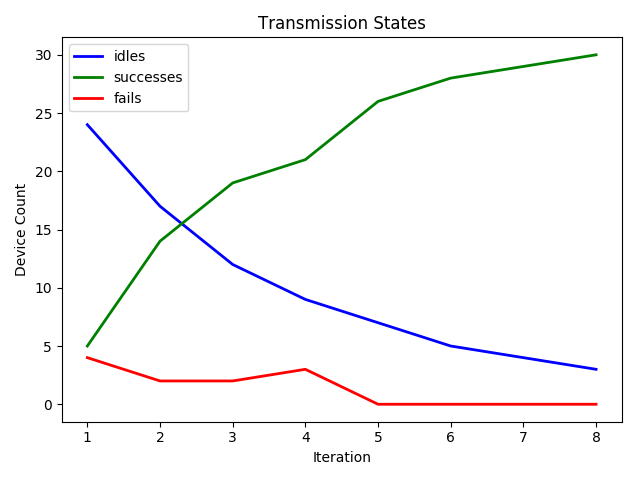 Transmission States
idles
successes
fails
30
25
20
15
10
5
0
Device Count
1 2 3 4 5 6 7 8
Iteration